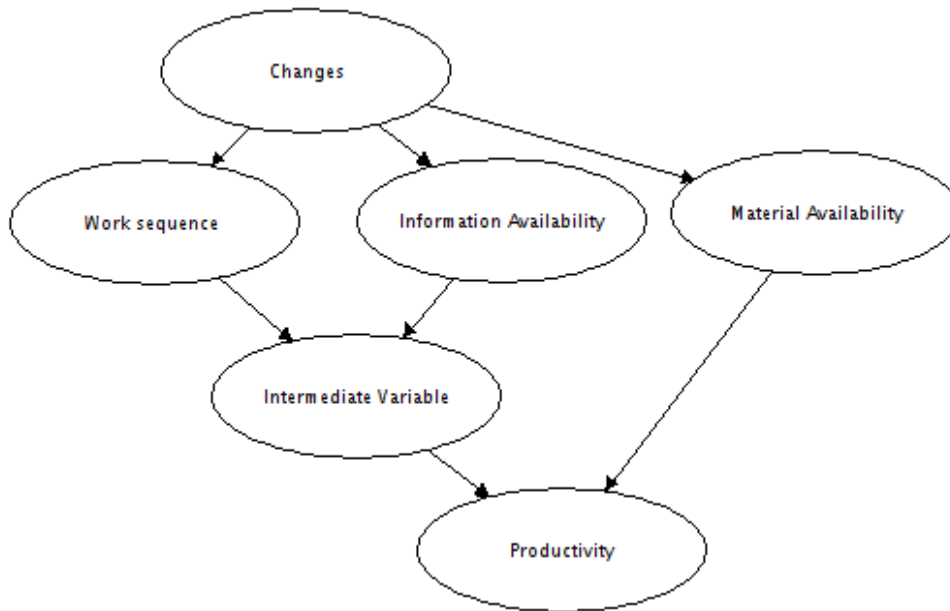 Changes
Work sequence
Information Availability
Material Availability
Intermediate Variable
Productivity